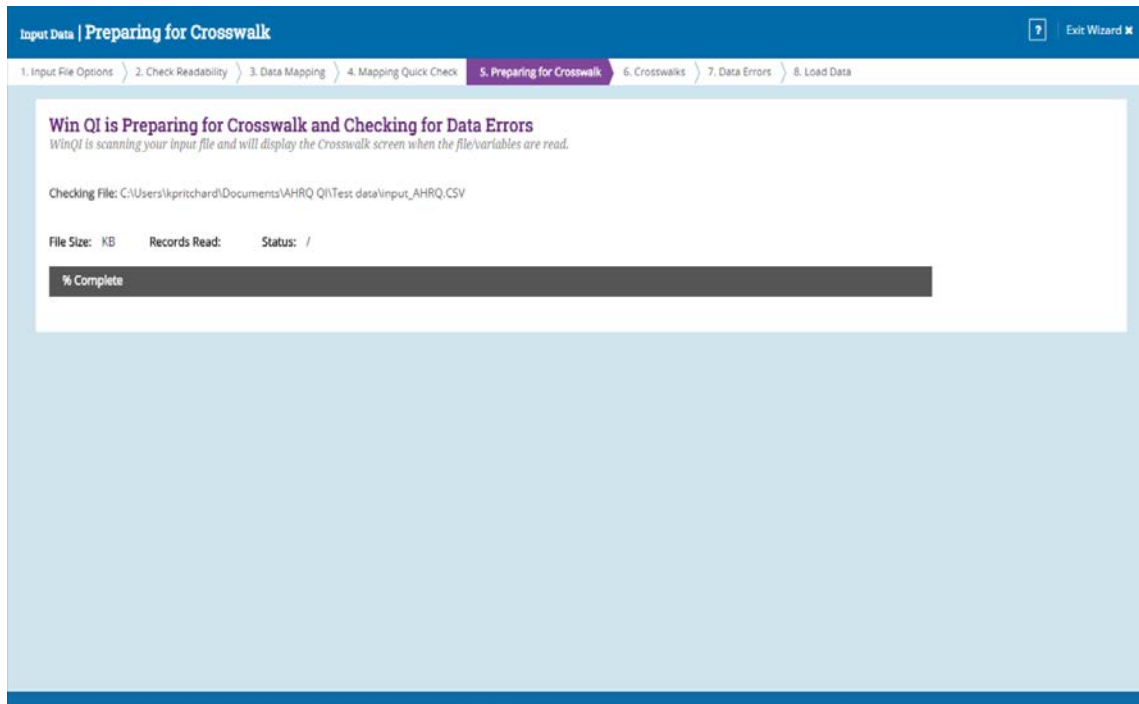 Input Data | Preparing for Crosswalk
? Exit Wizard ✖
1. Input File Options 2. Check Readability 3. Data Mapping 4. Mapping Quick Check 5. Preparing for Crosswalk 6. Crosswalks 7. Data Errors 8. Load Data
Win QI is Preparing for Crosswalk and Checking for Data Errors
WinQI is scanning your input file and will display the Crosswalk screen when the file/variables are read.
Checking File: C:\Users\kpritchard\Documents\AHRQ QI\Test data\input_AHRQ.CSV
File Size: KB Records Read: Status: /
% Complete